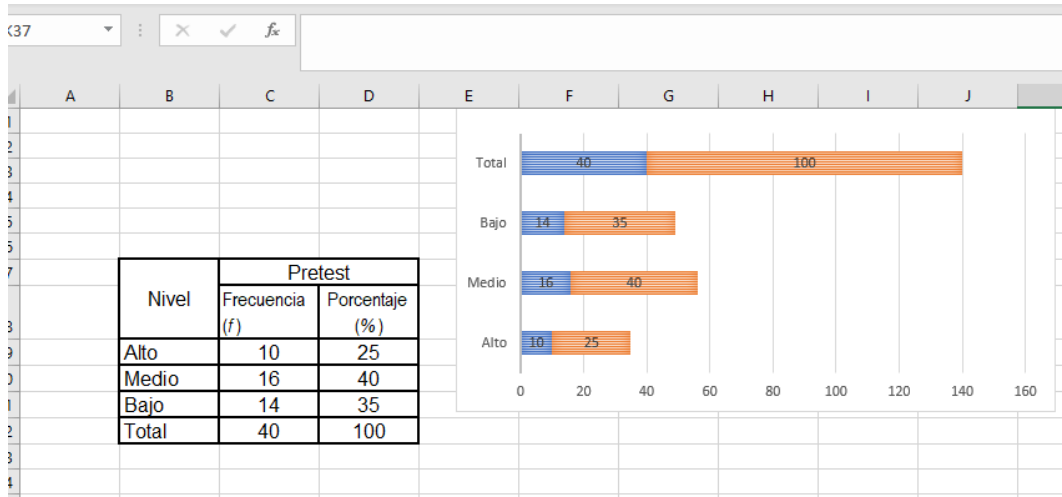 K37
fx
A B C D E F G H I J
Total 40 100
Bajo 14 35
Medio 16 40
Alto 10 25
0 20 40 60 80 100 120 140 160
Nivel Pretest
Frecuencia (f) Porcentaje (%)
Alto 10 25
Medio 16 40
Bajo 14 35
Total 40 100